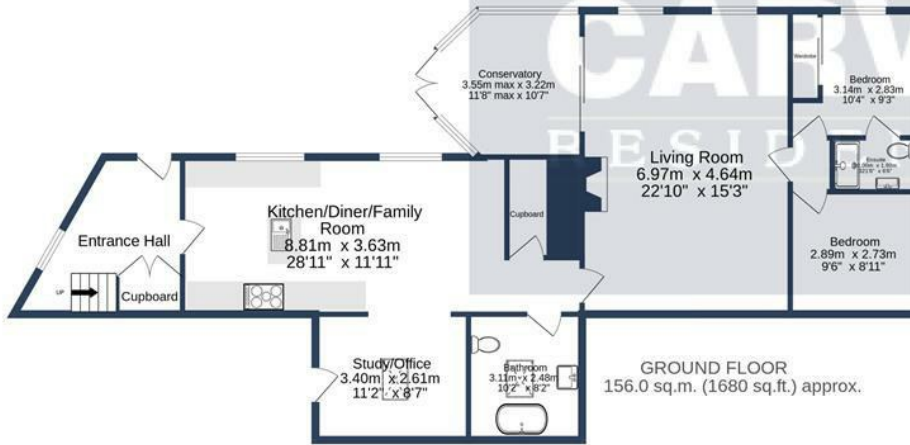 CARW
RESID
Conservatory
3.55m max x 3.22m
11'8" max x 10'7"
Wardrobe
Bedroom
3.14m x 2.83m
10'4" x 9'3"
Ensuite
Living Room
6.97m x 4.64m
22'10" x 15'3"
Cupboard
Kitchen/Diner/Family
Room
8.81m x 3.63m
28'11" x 11'11"
Entrance Hall
UP
Cupboard
Bedroom
2.89m x 2.73m
9'6" x 8'11"
Study/Office
3.40m x 2.61m
11'2" x 8'7"
Bathroom
3.11m x 2.48m
10'2" x 8'2"
GROUND FLOOR
156.0 sq.m. (1680 sq.ft.) approx.